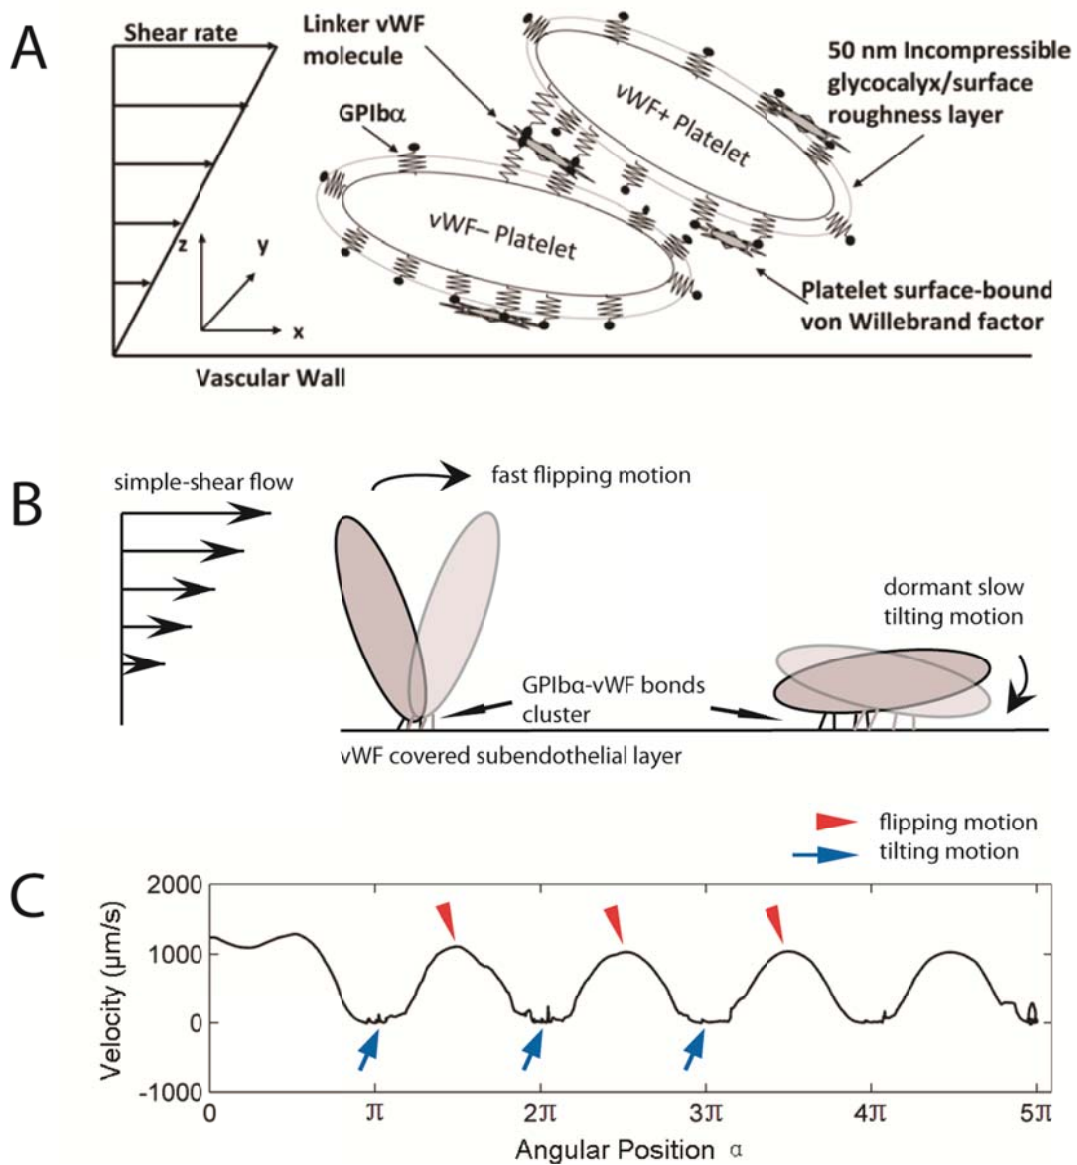 A
Shear rate
Linker vWF
molecule
GPIbα
50 nm Incompressible
glycocalyx/surface
roughness layer
vWF+ Platelet
vWF– Platelet
z
y
x
Platelet surface-bound
von Willebrand factor
Vascular Wall
B
simple-shear flow
fast flipping motion
dormant slow
tilting motion
GPIbα-vWF bonds
cluster
vWF covered subendothelial layer
flipping motion
tilting motion
C
2000
1000
0
-1000
Velocity (μm/s)
0
π
2π
3π
4π
5π
Angular Position α